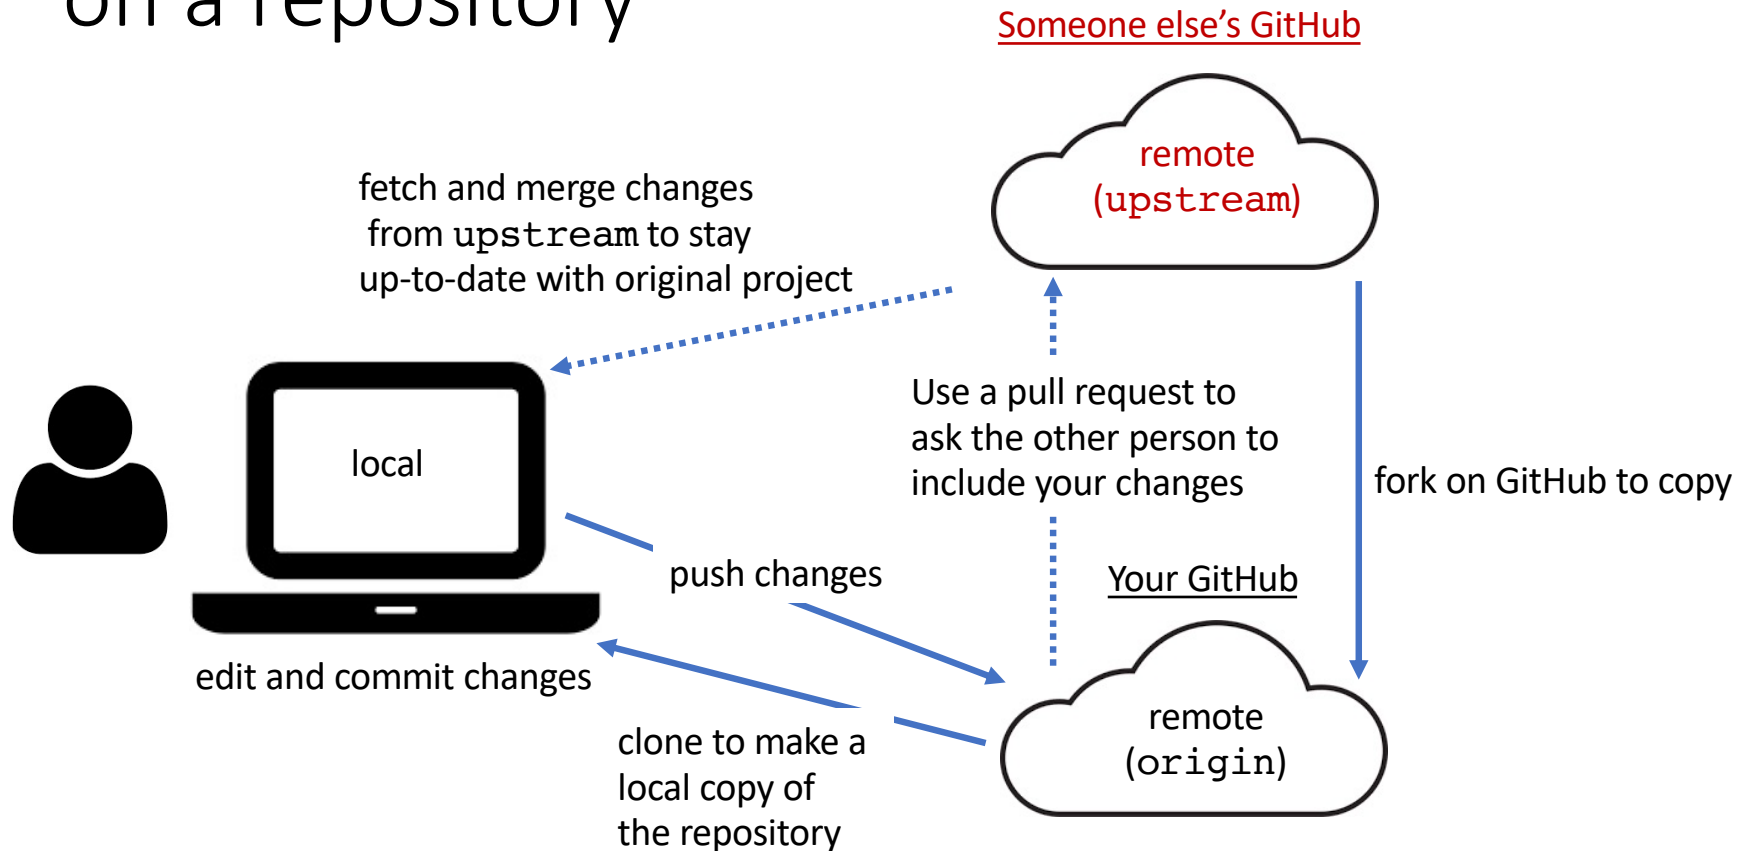 on a repository
Someone else’s GitHub
remote
(upstream)
fetch and merge changes
from upstream to stay
up-to-date with original project
local
Use a pull request to
ask the other person to
include your changes
fork on GitHub to copy
push changes
Your GitHub
edit and commit changes
remote
(origin)
clone to make a
local copy of
the repository